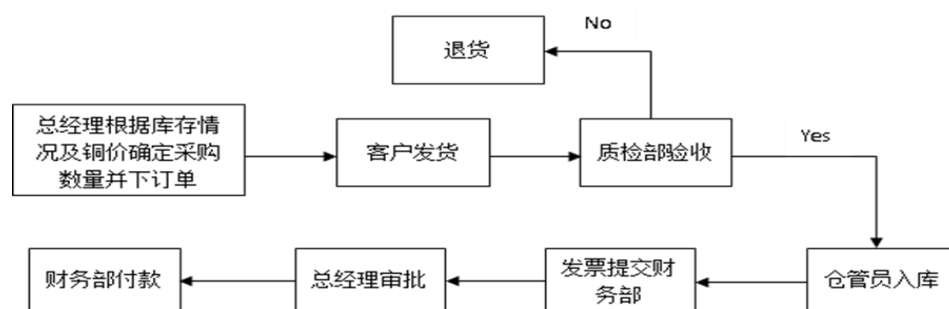 No
退货
总经理根据库存情
况及铜价确定采购
数量并下订单
客户发货
质检部验收
Yes
财务部付款
总经理审批
发票提交财
务部
仓管员入库